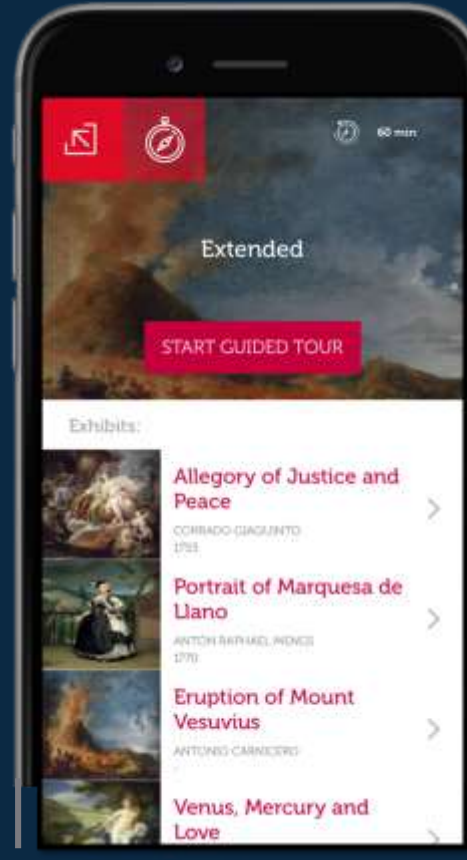 60 min
Extended
START GUIDED TOUR
Exhibits:
Allegory of Justice and
Peace
CORRADO GIAQUINTO
1753
Portrait of Marquesa de
Llano
ANTON RAPHAEL MENGS
1770
Eruption of Mount
Vesuvius
ANTONIO CARNICERO
Venus, Mercury and
Love